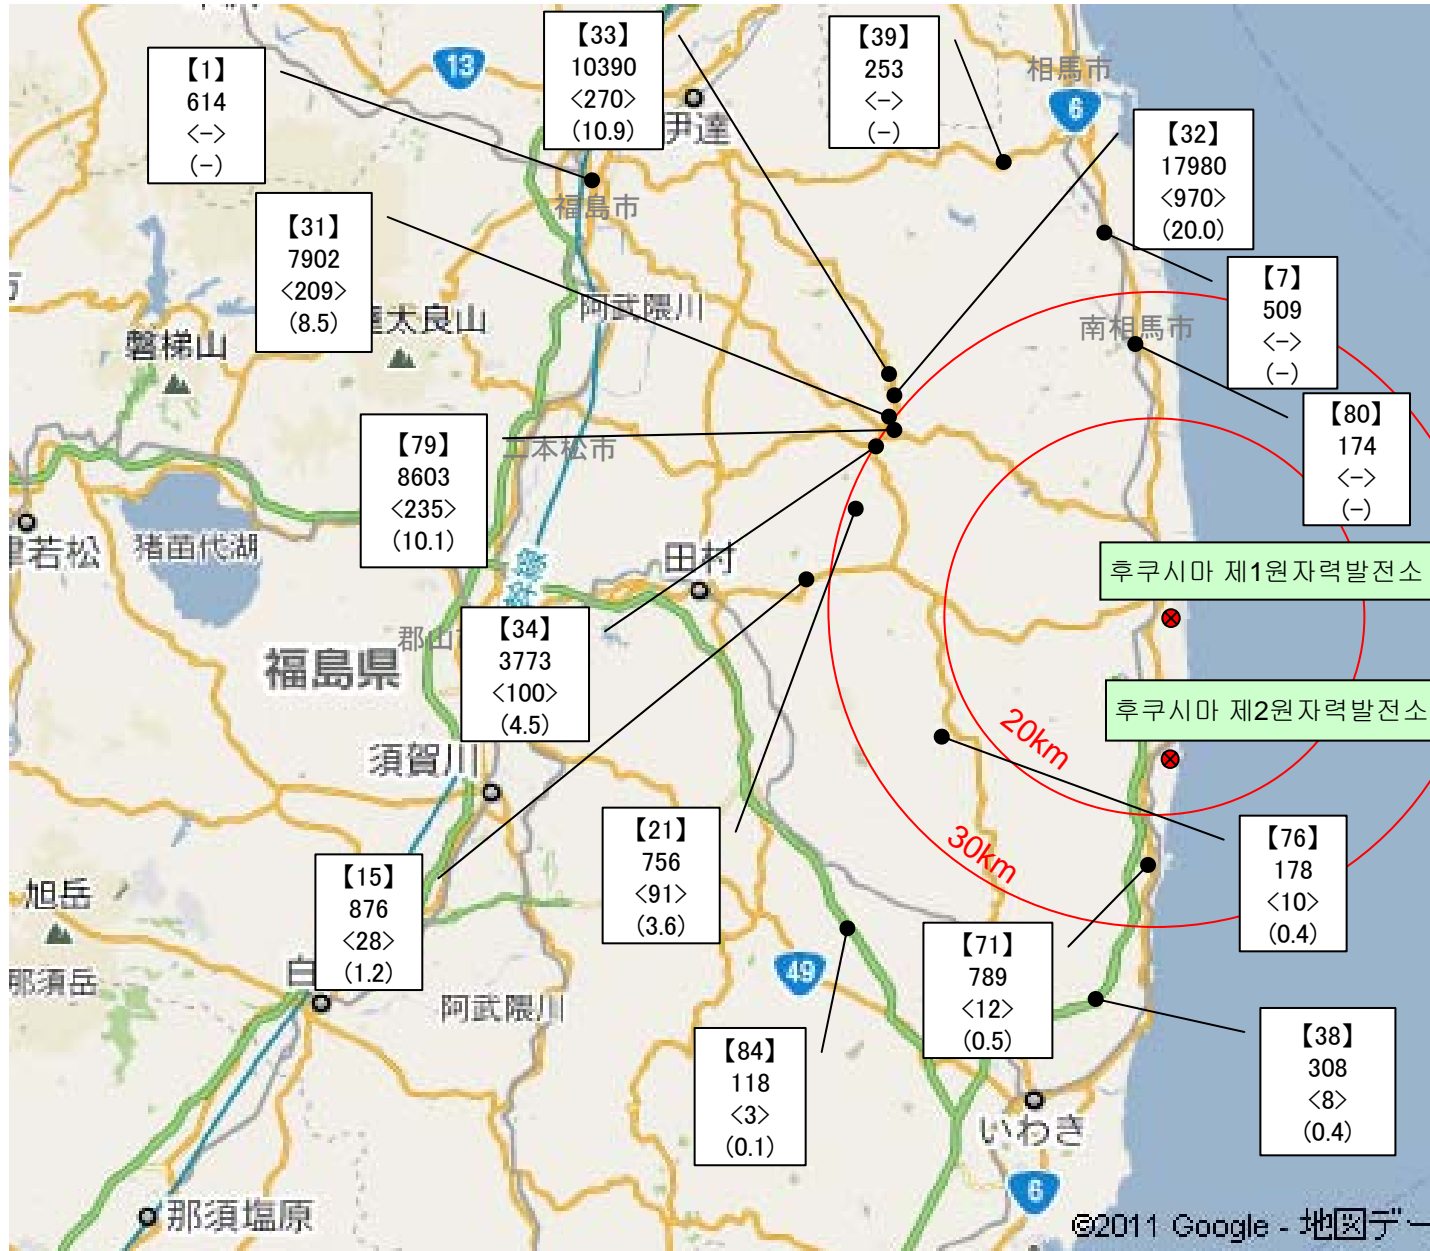 【33】
10390
<270>
(10.9)
【39】
253
<->
(-)
【1】
614
<->
(-)
13
伊達
相馬市
6
【32】
17980
<970>
(20.0)
福島市
【31】
7902
<209>
(8.5)
【7】
509
<->
(-)
阿武隈川
達太良山
磐梯山
南相馬市
【80】
174
<->
(-)
【79】
8603
<235>
(10.1)
二本松市
津若松
猪苗代湖
田村
후쿠시마 제1원자력발전소
【34】
3773
<100>
(4.5)
郡山
福島県
후쿠시마 제2원자력발전소
20km
30km
須賀川
【21】
756
<91>
(3.6)
【76】
178
<10>
(0.4)
【15】
876
<28>
(1.2)
旭岳
那須岳
白
阿武隈川
49
【71】
789
<12>
(0.5)
【84】
118
<3>
(0.1)
【38】
308
<8>
(0.4)
いわき
6
那須塩原
©2011 Google - 地図デー